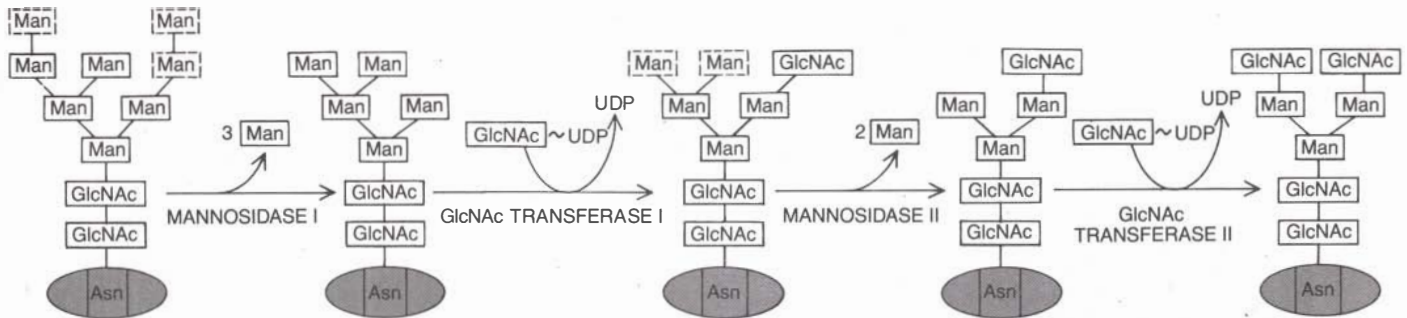 Man Man
Man Man Man
Man Man
Man
GlcNAc
GlcNAc
Asn
3 Man
MANNOSIDASE I
Man Man
Man Man
Man
GlcNAc
GlcNAc
Asn
UDP
GlcNAc ~UDP
GlcNAc TRANSFERASE I
Man Man GlcNAc
Man Man
Man
GlcNAc
GlcNAc
Asn
2 Man
MANNOSIDASE II
GlcNAc
Man Man
Man
GlcNAc
GlcNAc
Asn
UDP
GlcNAc ~UDP
GlcNAc
TRANSFERASE II
GlcNAc GlcNAc
Man Man
Man
GlcNAc
GlcNAc
Asn